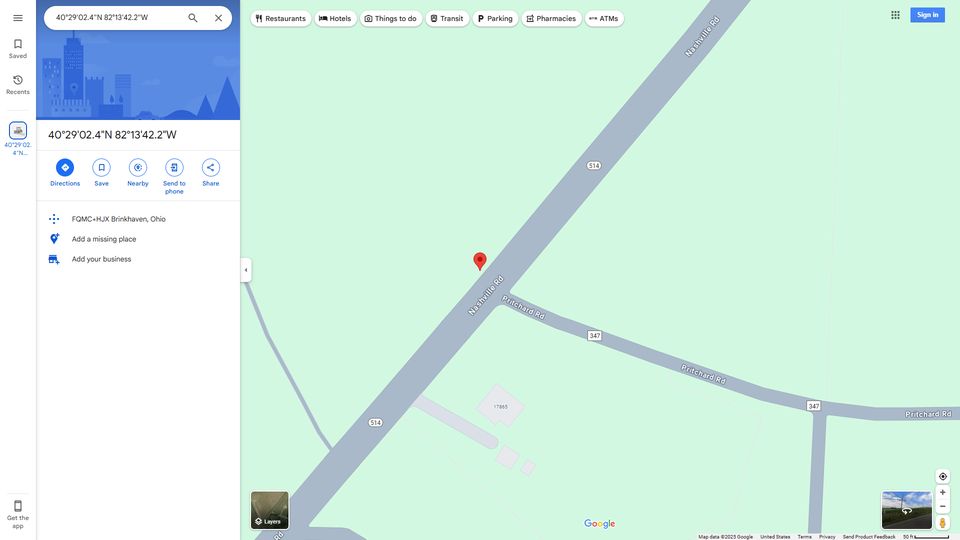 40°29'02.4"N 82°13'42.2"W
Restaurants
Hotels
Things to do
Transit
Parking
Pharmacies
ATMs
Sign in
Saved
Recents
40°29'02.
4"N...
Get the
app
40°29'02.4"N 82°13'42.2"W
Directions
Save
Nearby
Send to
phone
Share
FQMC+HJX Brinkhaven, Ohio
Add a missing place
Add your business
Nashville Rd
514
Nashville Rd
Pritchard Rd
347
Pritchard Rd
347
Pritchard Rd
17865
514
Rd
Layers
Google
Map data ©2025 Google
United States
Terms
Privacy
Send Product Feedback
50 ft